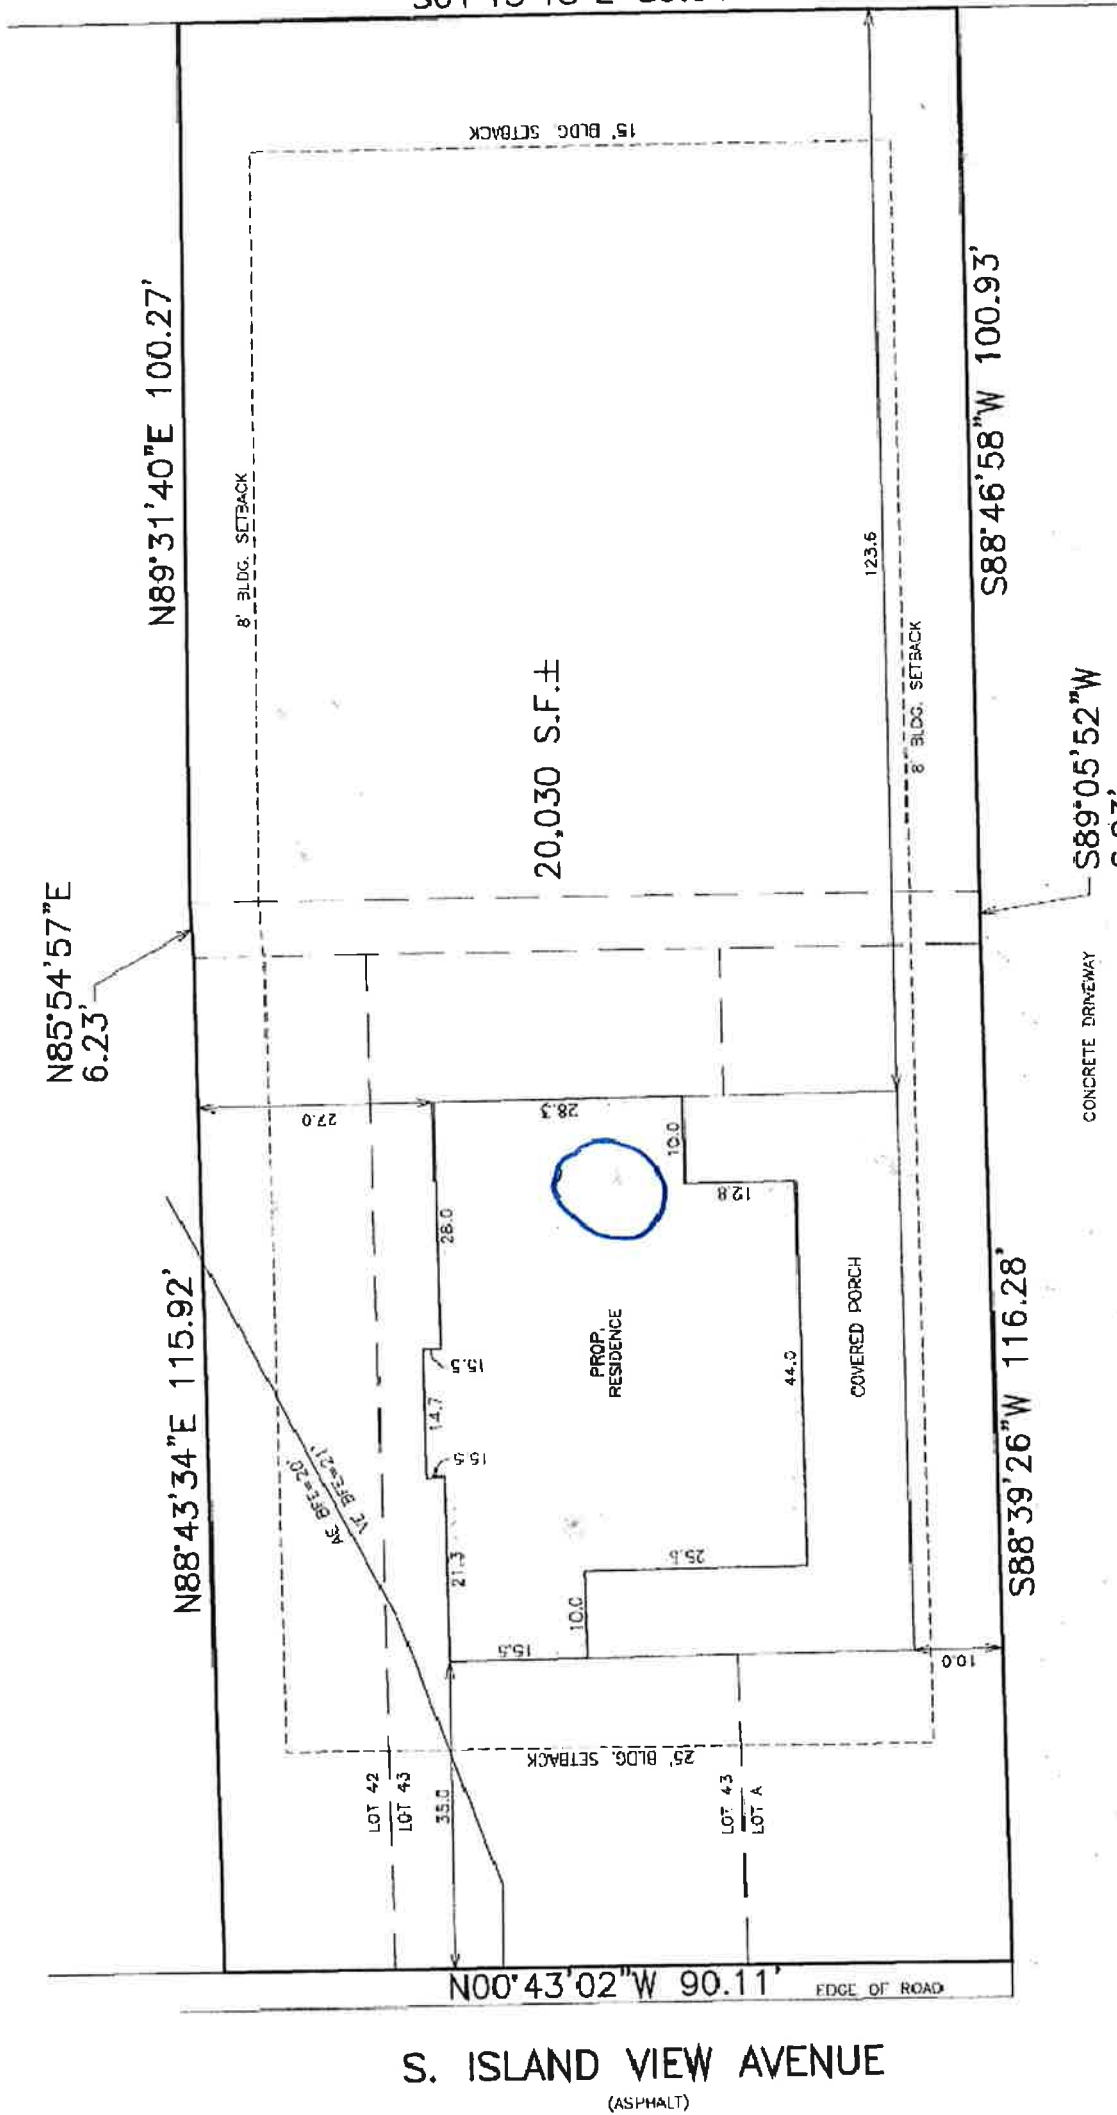 15' BLDG. SETBACK
N89°31'40"E 100.27'
8' BLDG. SETBACK
S88°46'58"W 100.93'
123.6
8' BLDG. SETBACK
20,030 S.F.±
S89°05'52"W
N85°54'57"E
6.23'
CONCRETE DRIVEWAY
27.0
28.3
10.0
12.8
28.0
15.5
14.7
15.5
21.3
PROP.
RESIDENCE
44.0
COVERED PORCH
N88°43'34"E 115.92'
AE BFE=20'
VE BFE=21'
S88°39'26"W 116.28'
25.6
10.0
15.5
10.0
25' BLDG. SETBACK
LOT 42
LOT 43
35.0
LOT 43
LOT A
N00°43'02"W 90.11'
EDGE OF ROAD
S. ISLAND VIEW AVENUE
(ASPHALT)